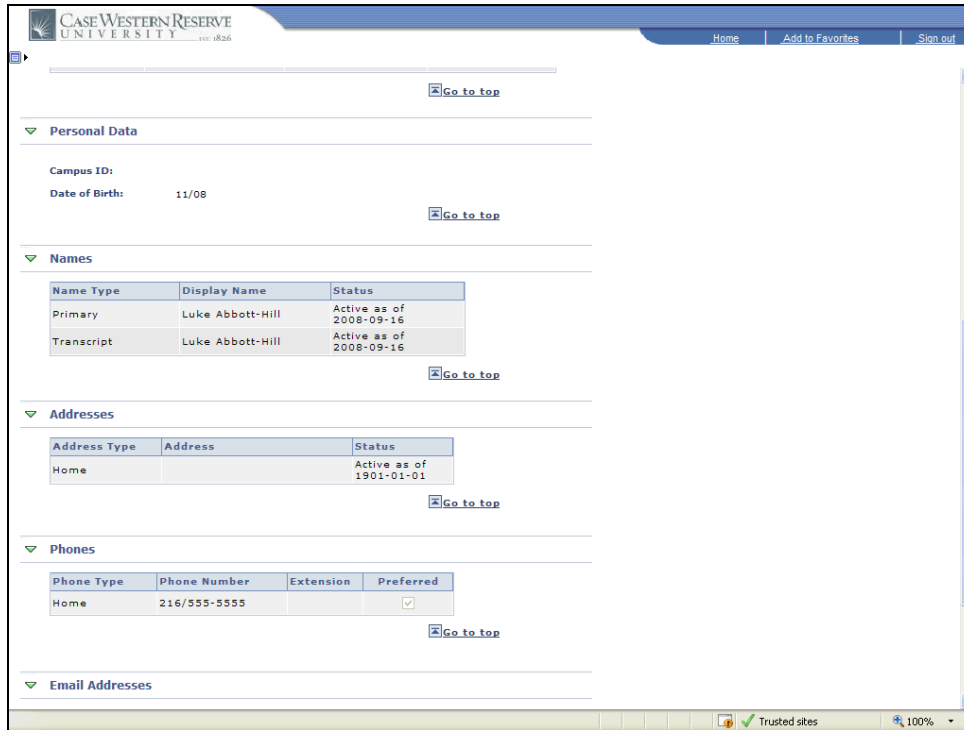 CASE WESTERN RESERVE
UNIVERSITY EST. 1826
Home Add to Favorites Sign out
Go to top
Personal Data
Campus ID:
Date of Birth: 11/08
Go to top
Names
Name Type Display Name Status
Primary Luke Abbott-Hill Active as of
2008-09-16
Transcript Luke Abbott-Hill Active as of
2008-09-16
Go to top
Addresses
Address Type Address Status
Home Active as of
1901-01-01
Go to top
Phones
Phone Type Phone Number Extension Preferred
Home 216/555-5555
Go to top
Email Addresses
Trusted sites 100%